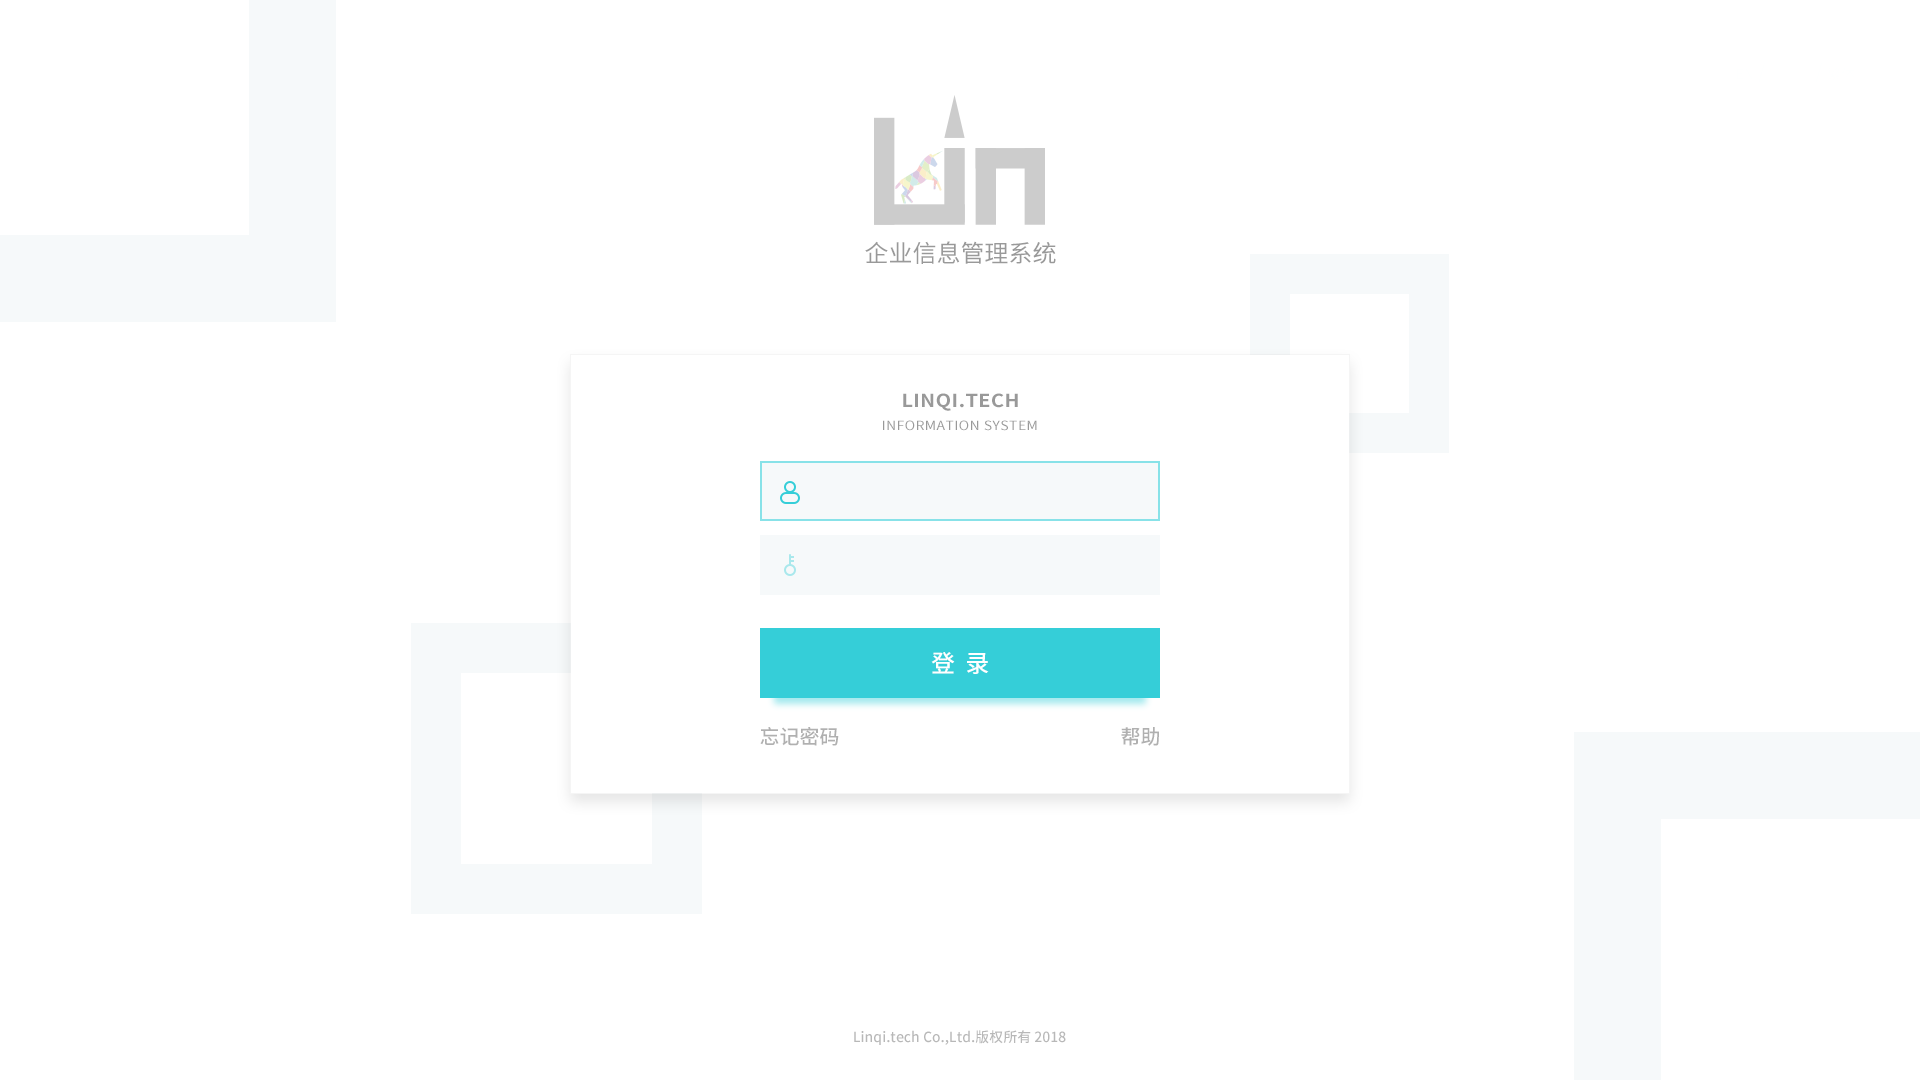 Lin
企业信息管理系统
LINQI.TECH
INFORMATION SYSTEM
登 录
忘记密码 帮助
Linqi.tech Co.,Ltd.版权所有 2018